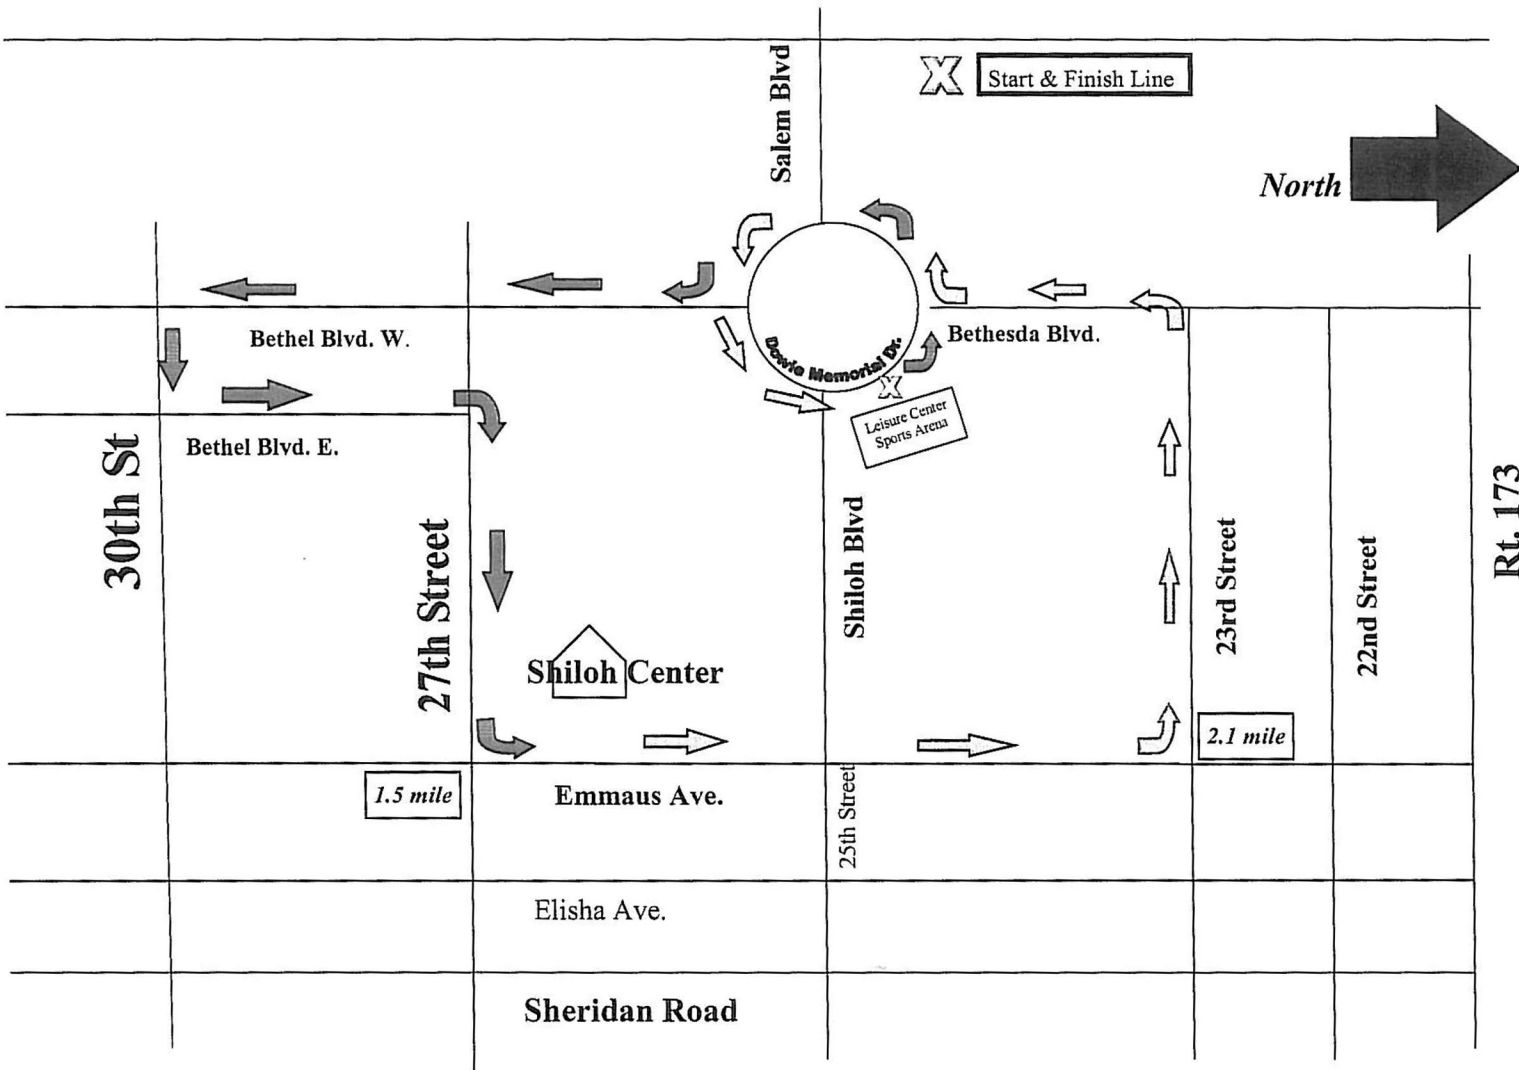 Salem Blvd
X
Start & Finish Line
North
Bethel Blvd. W.
Dowie Memorial Dr.
Bethesda Blvd.
X
Leisure Center
Sports Arena
Bethel Blvd. E.
30th St
27th Street
Shiloh Blvd
23rd Street
22nd Street
Rt. 173
Shiloh Center
2.1 mile
1.5 mile
Emmaus Ave.
25th Street
Elisha Ave.
Sheridan Road